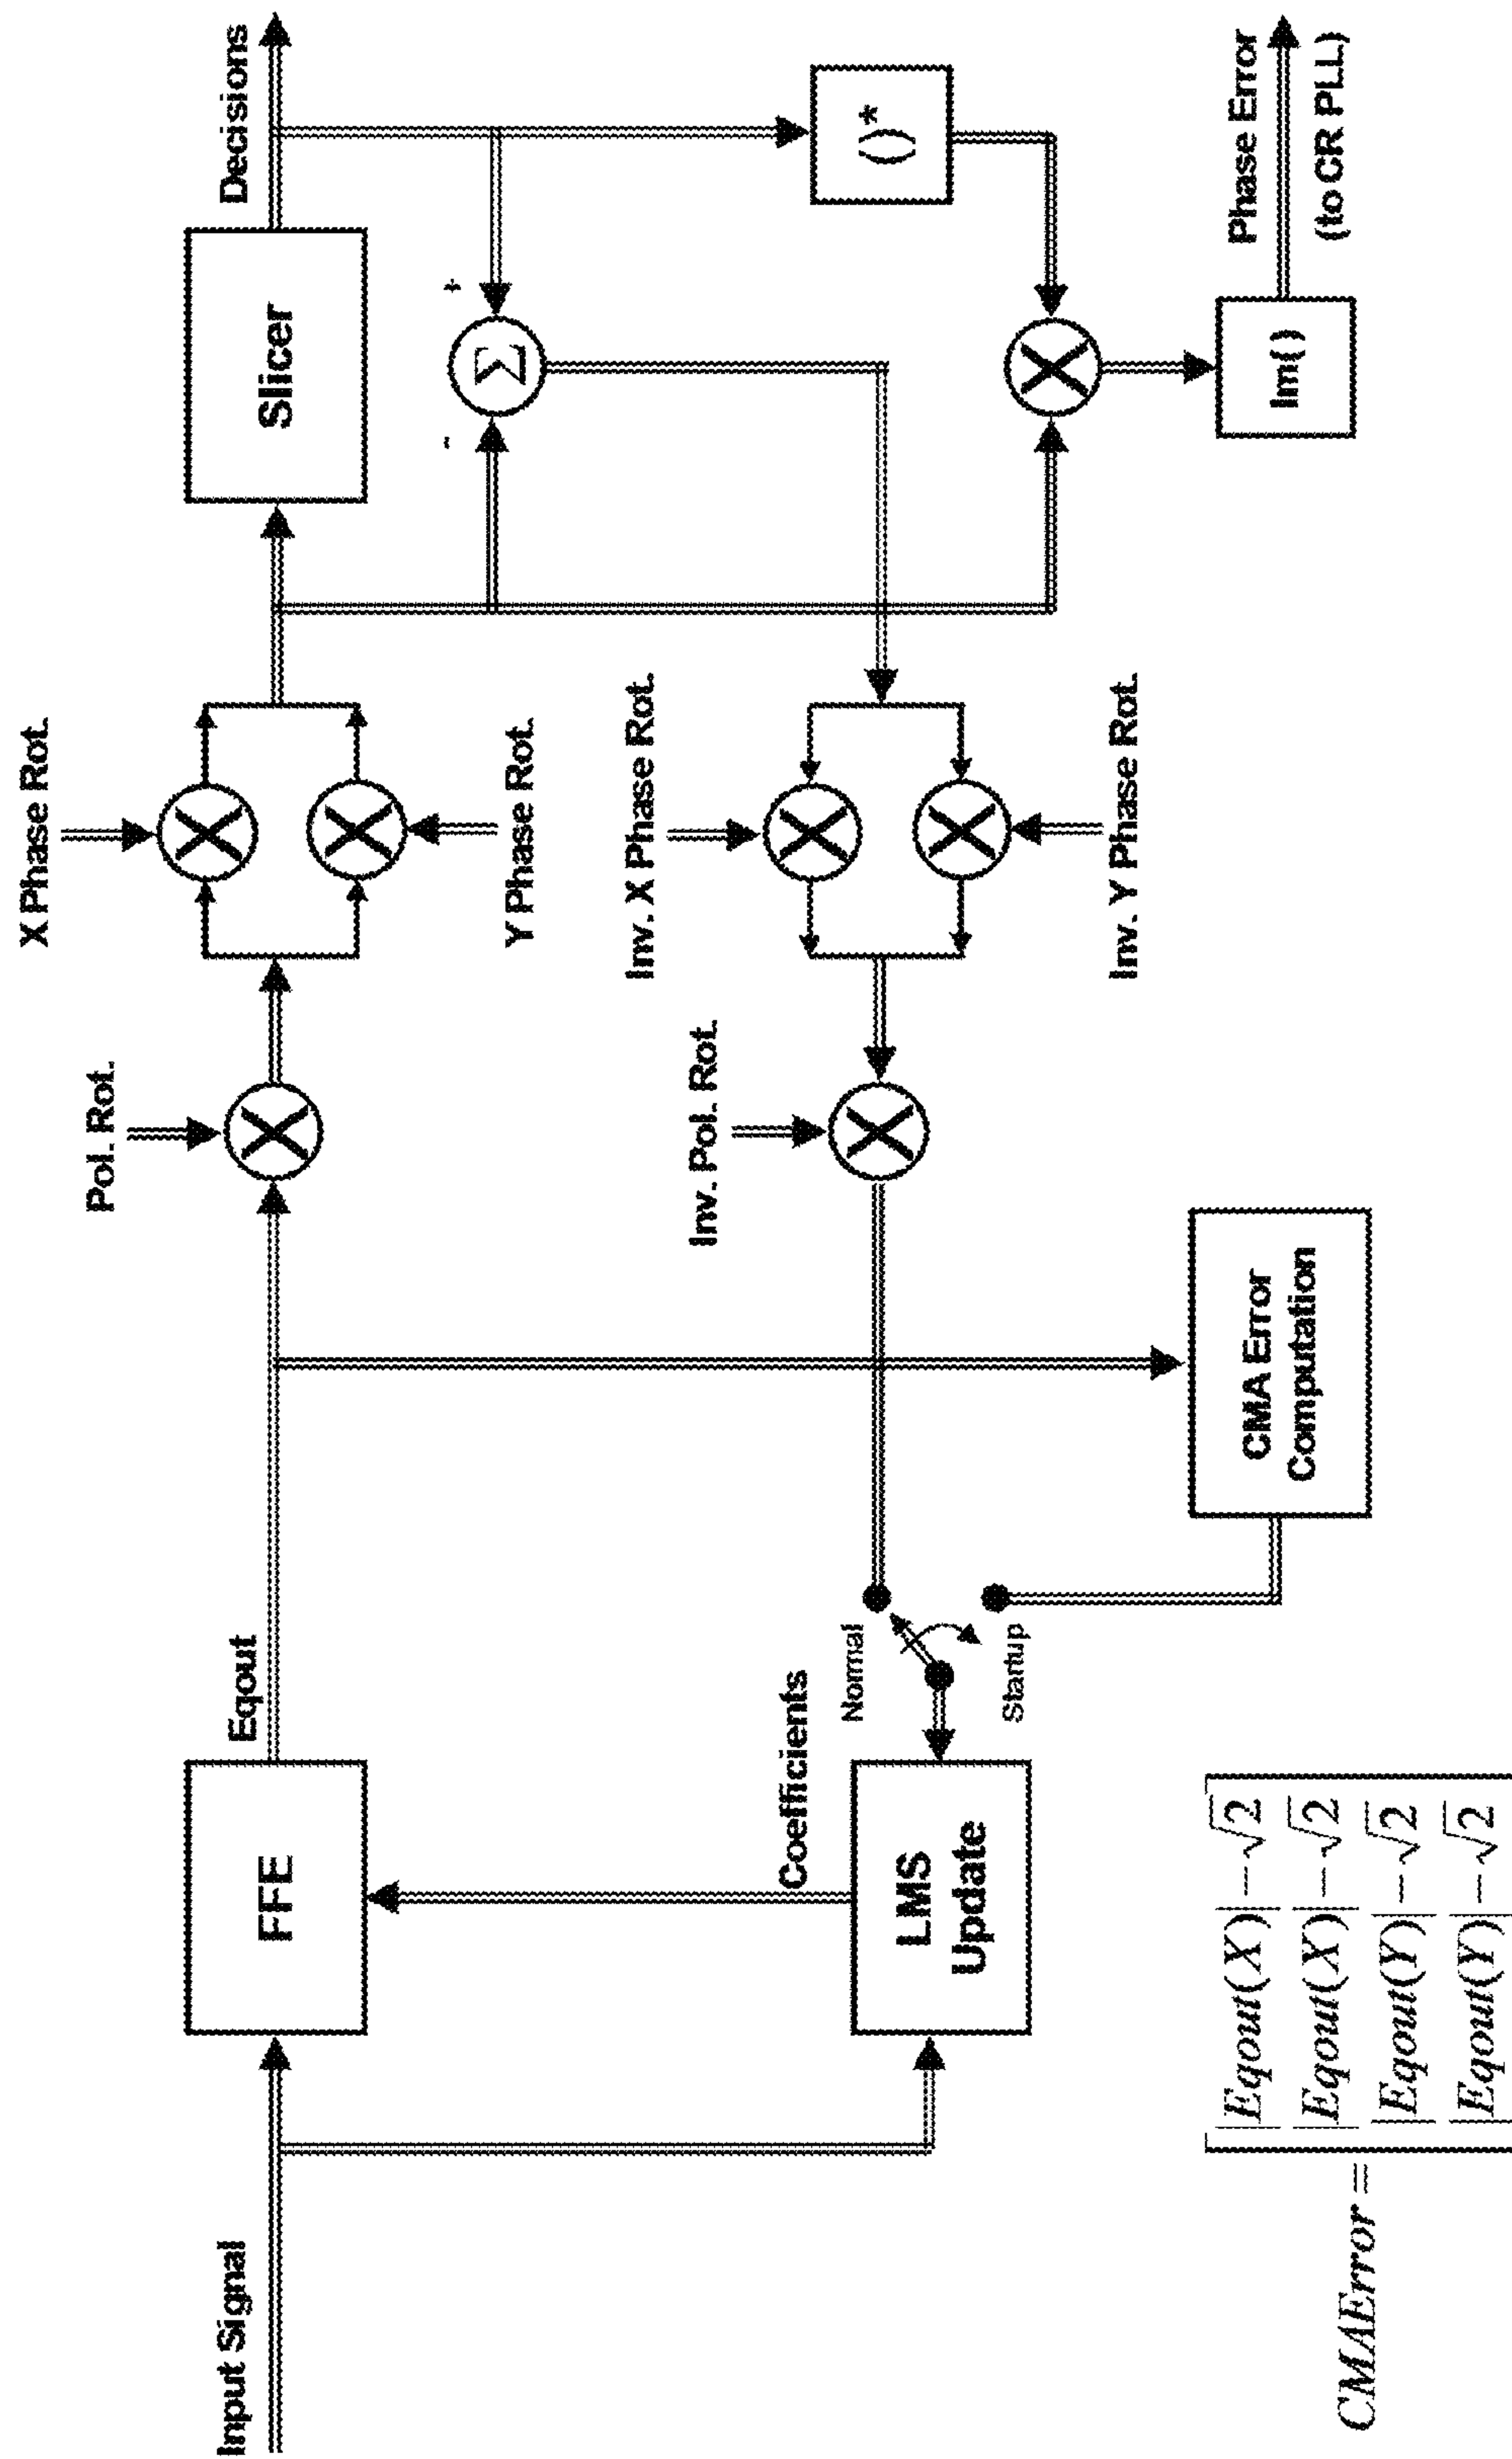 Input Signal
FFE
Eqout
Pol. Rot.
X Phase Rot.
Y Phase Rot.
Slicer
Decisions
LMS
Update
Coefficients
Normal
Startup
Inv. Pol. Rot.
Inv. X Phase Rot.
Inv. Y Phase Rot.
Σ
+
-
()*
CMA Error
Computation
Im( )
Phase Error
(to CR PLL)
CMAError =
|Eqout(X)| − √2
|Eqout(X)| − √2
|Eqout(Y)| − √2
|Eqout(Y)| − √2